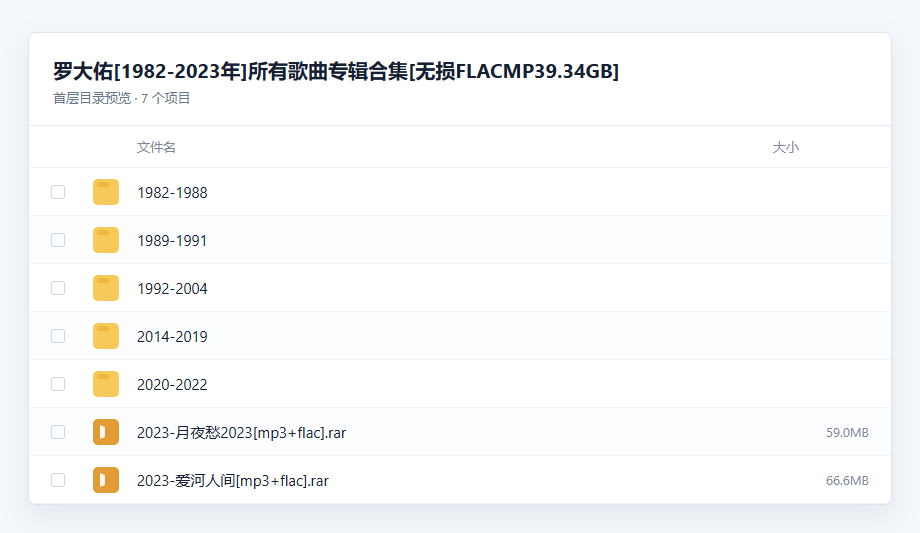 罗大佑[1982-2023年]所有歌曲专辑合集[无损FLACMP39.34GB]
首层目录预览 · 7 个项目
文件名 大小
1982-1988
1989-1991
1992-2004
2014-2019
2020-2022
2023-月夜愁2023[mp3+flac].rar 59.0MB
2023-爱河人间[mp3+flac].rar 66.6MB